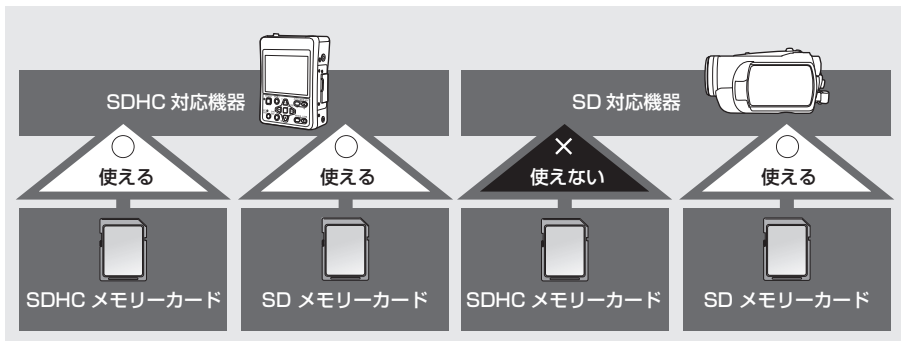 SDHC 対応機器
SD 対応機器
○
使える
○
使える
×
使えない
○
使える
SDHC メモリーカード
SD メモリーカード
SDHC メモリーカード
SD メモリーカード